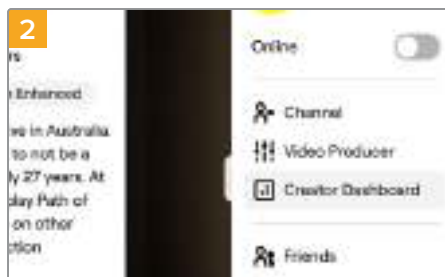 2
rs
Enhanced
ve in Australia.
to not be a
ly 27 years. At
play Path of
on other
ction
Online
Channel
Video Producer
Creator Dashboard
Friends